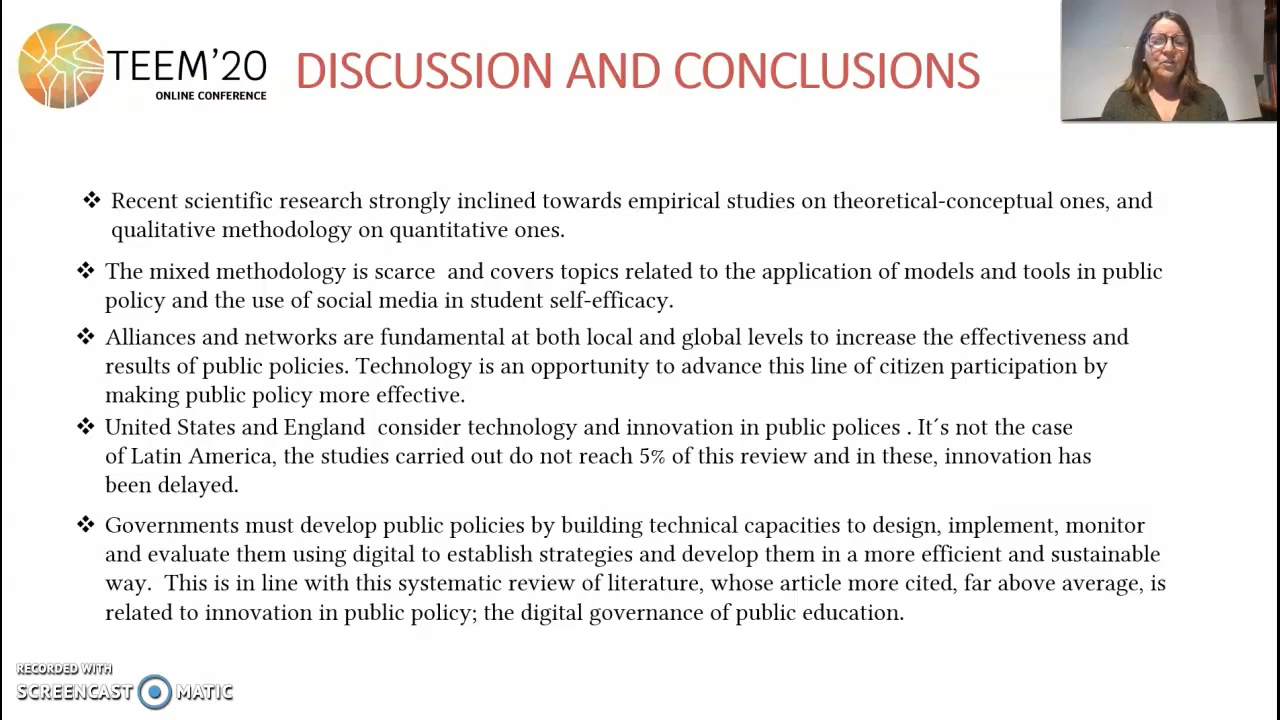 TEEM'20
ONLINE CONFERENCE
DISCUSSION AND CONCLUSIONS
❖ Recent scientific research strongly inclined towards empirical studies on theoretical-conceptual ones, and
qualitative methodology on quantitative ones.
❖ The mixed methodology is scarce and covers topics related to the application of models and tools in public
policy and the use of social media in student self-efficacy.
❖ Alliances and networks are fundamental at both local and global levels to increase the effectiveness and
results of public policies. Technology is an opportunity to advance this line of citizen participation by
making public policy more effective.
❖ United States and England consider technology and innovation in public polices . It´s not the case
of Latin America, the studies carried out do not reach 5% of this review and in these, innovation has
been delayed.
❖ Governments must develop public policies by building technical capacities to design, implement, monitor
and evaluate them using digital to establish strategies and develop them in a more efficient and sustainable
way. This is in line with this systematic review of literature, whose article more cited, far above average, is
related to innovation in public policy; the digital governance of public education.
RECORDED WITH
SCREENCAST MATIC